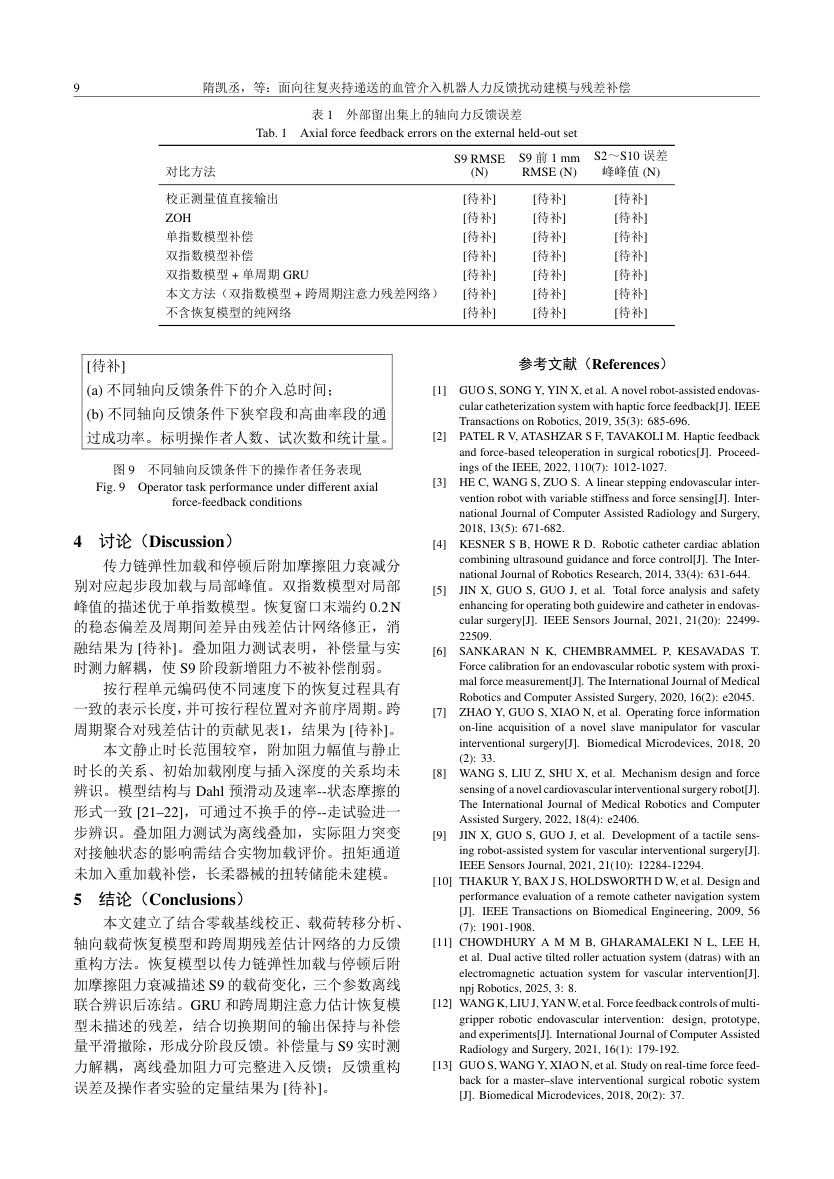 9
隋凯丞，等：面向往复夹持递送的血管介入机器人力反馈扰动建模与残差补偿
表 1 外部留出集上的轴向力反馈误差
Tab. 1 Axial force feedback errors on the external held-out set
对比方法 S9 RMSE (N) S9 前 1 mm RMSE (N) S2～S10 误差峰峰值 (N)
校正测量值直接输出 [待补] [待补] [待补]
ZOH [待补] [待补] [待补]
单指数模型补偿 [待补] [待补] [待补]
双指数模型补偿 [待补] [待补] [待补]
双指数模型 + 单周期 GRU [待补] [待补] [待补]
本文方法（双指数模型 + 跨周期注意力残差网络） [待补] [待补] [待补]
不含恢复模型的纯网络 [待补] [待补] [待补]
[待补]
(a) 不同轴向反馈条件下的介入总时间；
(b) 不同轴向反馈条件下狭窄段和高曲率段的通
过成功率。标明操作者人数、试次数和统计量。
图 9 不同轴向反馈条件下的操作者任务表现
Fig. 9 Operator task performance under different axial
force-feedback conditions
4 讨论（Discussion）
传力链弹性加载和停顿后附加摩擦阻力衰减分
别对应起步段加载与局部峰值。双指数模型对局部
峰值的描述优于单指数模型。恢复窗口末端约 0.2 N
的稳态偏差及周期间差异由残差估计网络修正，消
融结果为 [待补]。叠加阻力测试表明，补偿量与实
时测力解耦，使 S9 阶段新增阻力不被补偿削弱。
按行程单元编码使不同速度下的恢复过程具有
一致的表示长度，并可按行程位置对齐前序周期。跨
周期聚合对残差估计的贡献见表1，结果为 [待补]。
本文静止时长范围较窄，附加阻力幅值与静止
时长的关系、初始加载刚度与插入深度的关系均未
辨识。模型结构与 Dahl 预滑动及速率--状态摩擦的
形式一致 [21–22]，可通过不换手的停--走试验进一
步辨识。叠加阻力测试为离线叠加，实际阻力突变
对接触状态的影响需结合实物加载评价。扭矩通道
未加入重加载补偿，长柔器械的扭转储能未建模。
5 结论（Conclusions）
本文建立了结合零载基线校正、载荷转移分析、
轴向载荷恢复模型和跨周期残差估计网络的力反馈
重构方法。恢复模型以传力链弹性加载与停顿后附
加摩擦阻力衰减描述 S9 的载荷变化，三个参数离线
联合辨识后冻结。GRU 和跨周期注意力估计恢复模
型未描述的残差，结合切换期间的输出保持与补偿
量平滑撤除，形成分阶段反馈。补偿量与 S9 实时测
力解耦，离线叠加阻力可完整进入反馈；反馈重构
误差及操作者实验的定量结果为 [待补]。
参考文献（References）
[1] GUO S, SONG Y, YIN X, et al. A novel robot-assisted endovas-
cular catheterization system with haptic force feedback[J]. IEEE
Transactions on Robotics, 2019, 35(3): 685-696.
[2] PATEL R V, ATASHZAR S F, TAVAKOLI M. Haptic feedback
and force-based teleoperation in surgical robotics[J]. Proceed-
ings of the IEEE, 2022, 110(7): 1012-1027.
[3] HE C, WANG S, ZUO S. A linear stepping endovascular inter-
vention robot with variable stiffness and force sensing[J]. Inter-
national Journal of Computer Assisted Radiology and Surgery,
2018, 13(5): 671-682.
[4] KESNER S B, HOWE R D. Robotic catheter cardiac ablation
combining ultrasound guidance and force control[J]. The Inter-
national Journal of Robotics Research, 2014, 33(4): 631-644.
[5] JIN X, GUO S, GUO J, et al. Total force analysis and safety
enhancing for operating both guidewire and catheter in endovas-
cular surgery[J]. IEEE Sensors Journal, 2021, 21(20): 22499-
22509.
[6] SANKARAN N K, CHEMBRAMMEL P, KESAVADAS T.
Force calibration for an endovascular robotic system with proxi-
mal force measurement[J]. The International Journal of Medical
Robotics and Computer Assisted Surgery, 2020, 16(2): e2045.
[7] ZHAO Y, GUO S, XIAO N, et al. Operating force information
on-line acquisition of a novel slave manipulator for vascular
interventional surgery[J]. Biomedical Microdevices, 2018, 20
(2): 33.
[8] WANG S, LIU Z, SHU X, et al. Mechanism design and force
sensing of a novel cardiovascular interventional surgery robot[J].
The International Journal of Medical Robotics and Computer
Assisted Surgery, 2022, 18(4): e2406.
[9] JIN X, GUO S, GUO J, et al. Development of a tactile sens-
ing robot-assisted system for vascular interventional surgery[J].
IEEE Sensors Journal, 2021, 21(10): 12284-12294.
[10] THAKUR Y, BAX J S, HOLDSWORTH D W, et al. Design and
performance evaluation of a remote catheter navigation system
[J]. IEEE Transactions on Biomedical Engineering, 2009, 56
(7): 1901-1908.
[11] CHOWDHURY A M M B, GHARAMALEKI N L, LEE H,
et al. Dual active tilted roller actuation system (datras) with an
electromagnetic actuation system for vascular intervention[J].
npj Robotics, 2025, 3: 8.
[12] WANG K, LIU J, YAN W, et al. Force feedback controls of multi-
gripper robotic endovascular intervention: design, prototype,
and experiments[J]. International Journal of Computer Assisted
Radiology and Surgery, 2021, 16(1): 179-192.
[13] GUO S, WANG Y, XIAO N, et al. Study on real-time force feed-
back for a master–slave interventional surgical robotic system
[J]. Biomedical Microdevices, 2018, 20(2): 37.